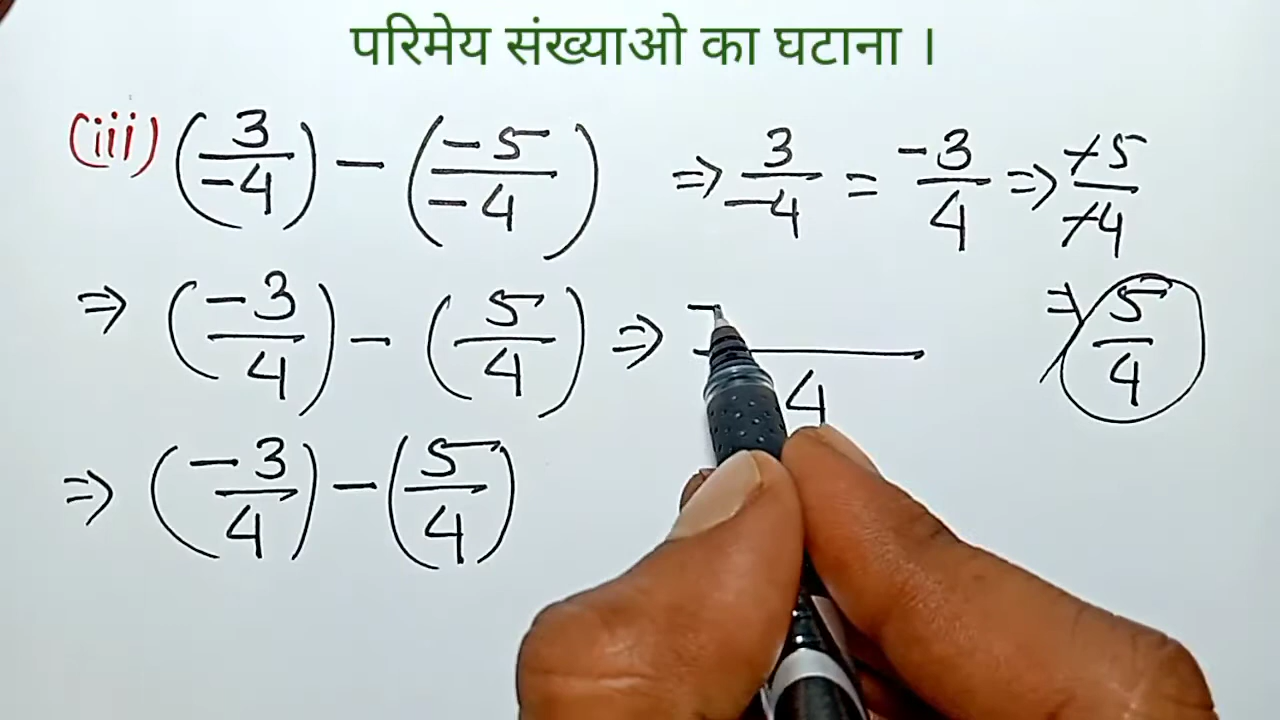 परिमेय संख्याओ का घटाना ।
(iii) (3/-4) - (-5/-4) ⇒ 3/-4 = -3/4 ⇒ -5/-4
⇒ (-3/4) - (5/4) ⇒ -/4 ⇒ 5/4
⇒ (-3/4) - (5/4)